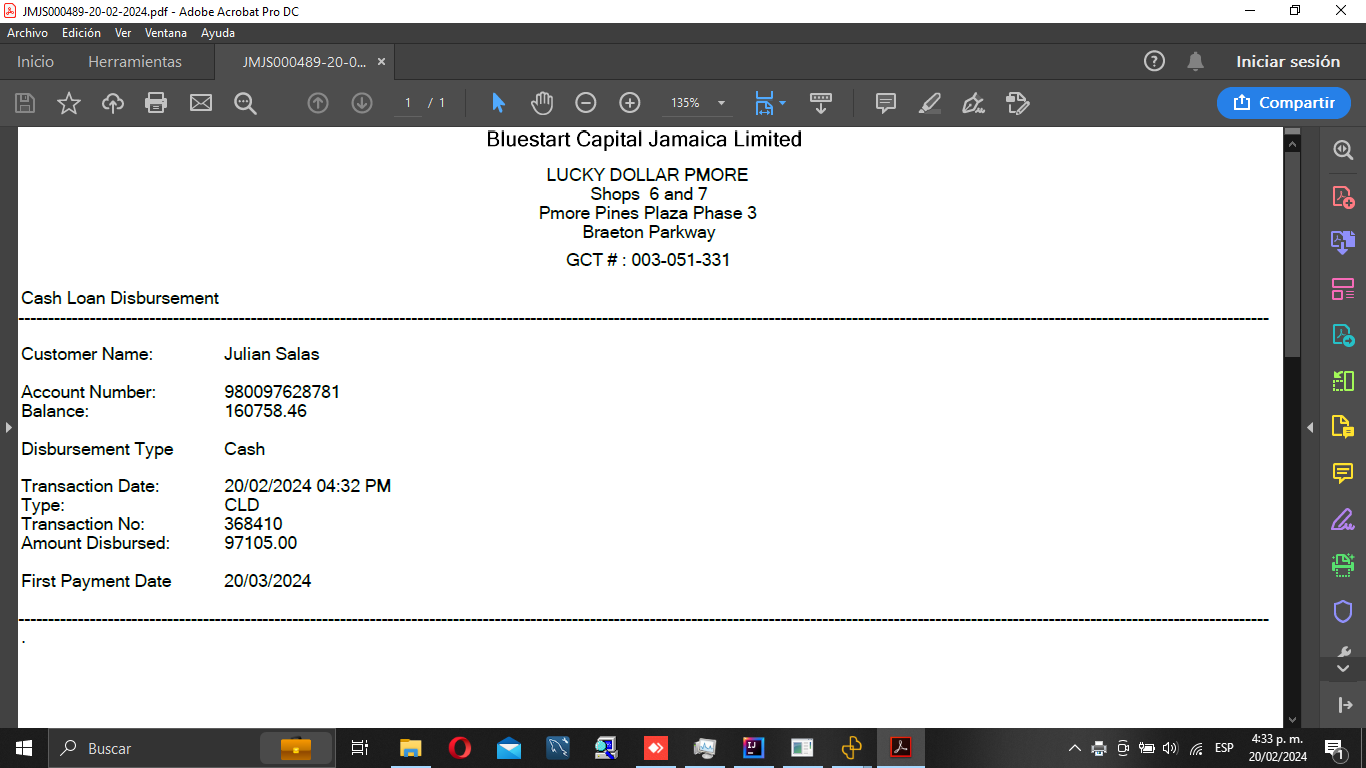 JMJS000489-20-02-2024.pdf - Adobe Acrobat Pro DC
Archivo Edición Ver Ventana Ayuda
Inicio Herramientas JMJS000489-20-0... × Iniciar sesión
1 / 1 135% Compartir
Bluestart Capital Jamaica Limited
LUCKY DOLLAR PMORE
Shops 6 and 7
Pmore Pines Plaza Phase 3
Braeton Parkway
GCT # : 003-051-331
Cash Loan Disbursement
Customer Name: Julian Salas
Account Number: 980097628781
Balance: 160758.46
Disbursement Type Cash
Transaction Date: 20/02/2024 04:32 PM
Type: CLD
Transaction No: 368410
Amount Disbursed: 97105.00
First Payment Date 20/03/2024
.
Buscar ESP 4:33 p. m.
20/02/2024 1